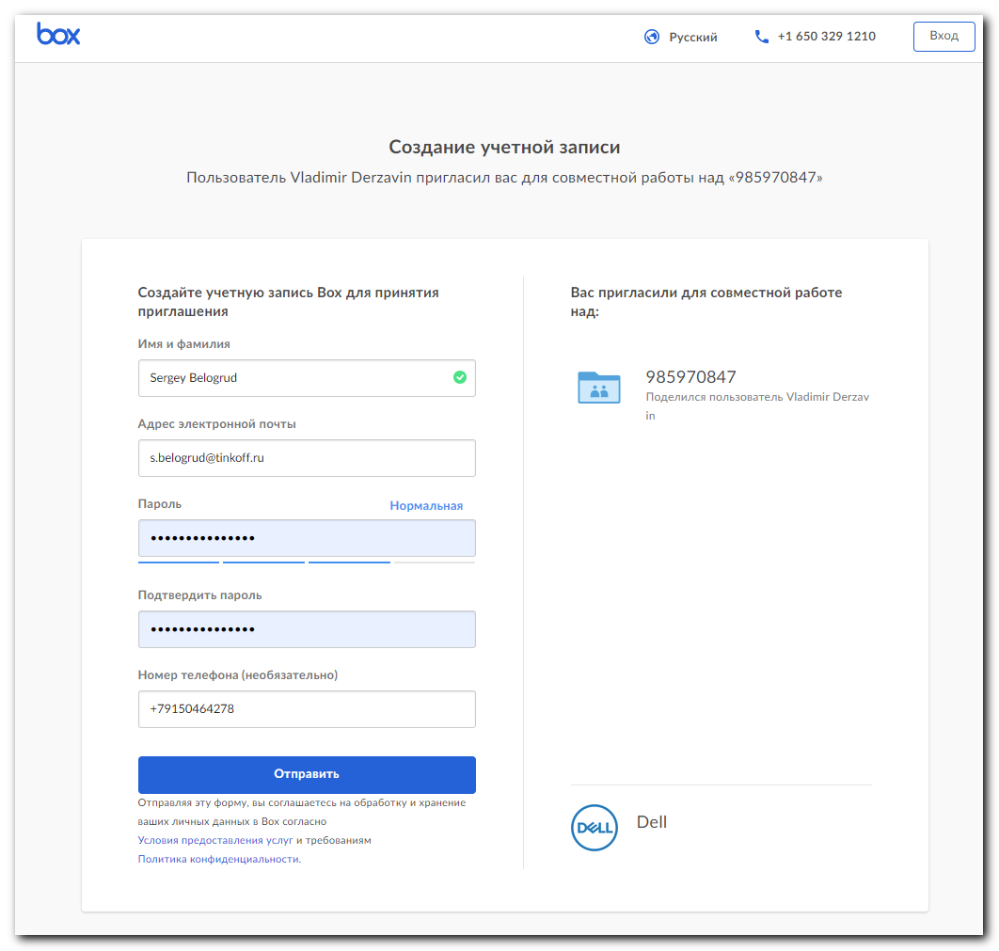 box
Русский
+1 650 329 1210
Вход
Создание учетной записи
Пользователь Vladimir Derzavin пригласил вас для совместной работы над «985970847»
Создайте учетную запись Box для принятия
приглашения
Имя и фамилия
Sergey Belogrud
Адрес электронной почты
s.belogrud@tinkoff.ru
Пароль
Нормальная
•••••••••••••••
Подтвердить пароль
•••••••••••••••
Номер телефона (необязательно)
+79150464278
Отправить
Отправляя эту форму, вы соглашаетесь на обработку и хранение
ваших личных данных в Box согласно
Условия предоставления услуг и требованиям
Политика конфиденциальности.
Вас пригласили для совместной работе
над:
985970847
Поделился пользователь Vladimir Derzav
in
DELL
Dell